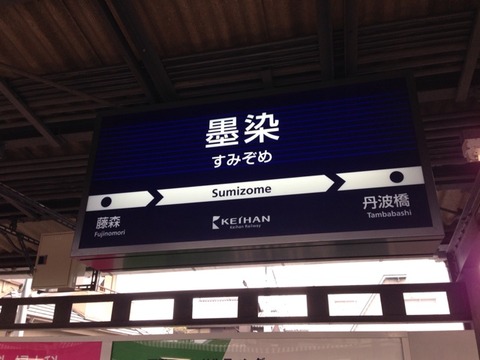 墨染
すみぞめ
Sumizome
藤森
Fujinomori
丹波橋
Tambabashi
KEIHAN
Keihan Railway